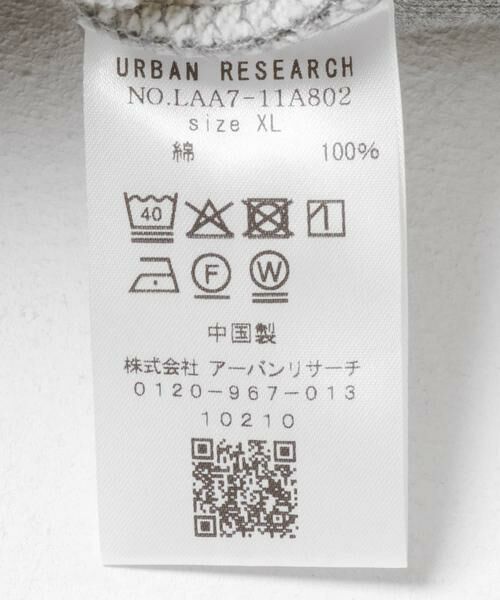 URBAN RESEARCH
NO.LAA7-11A802
size XL
綿 100%
40
F W
中国製
株式会社 アーバンリサーチ
0120-967-013
10210